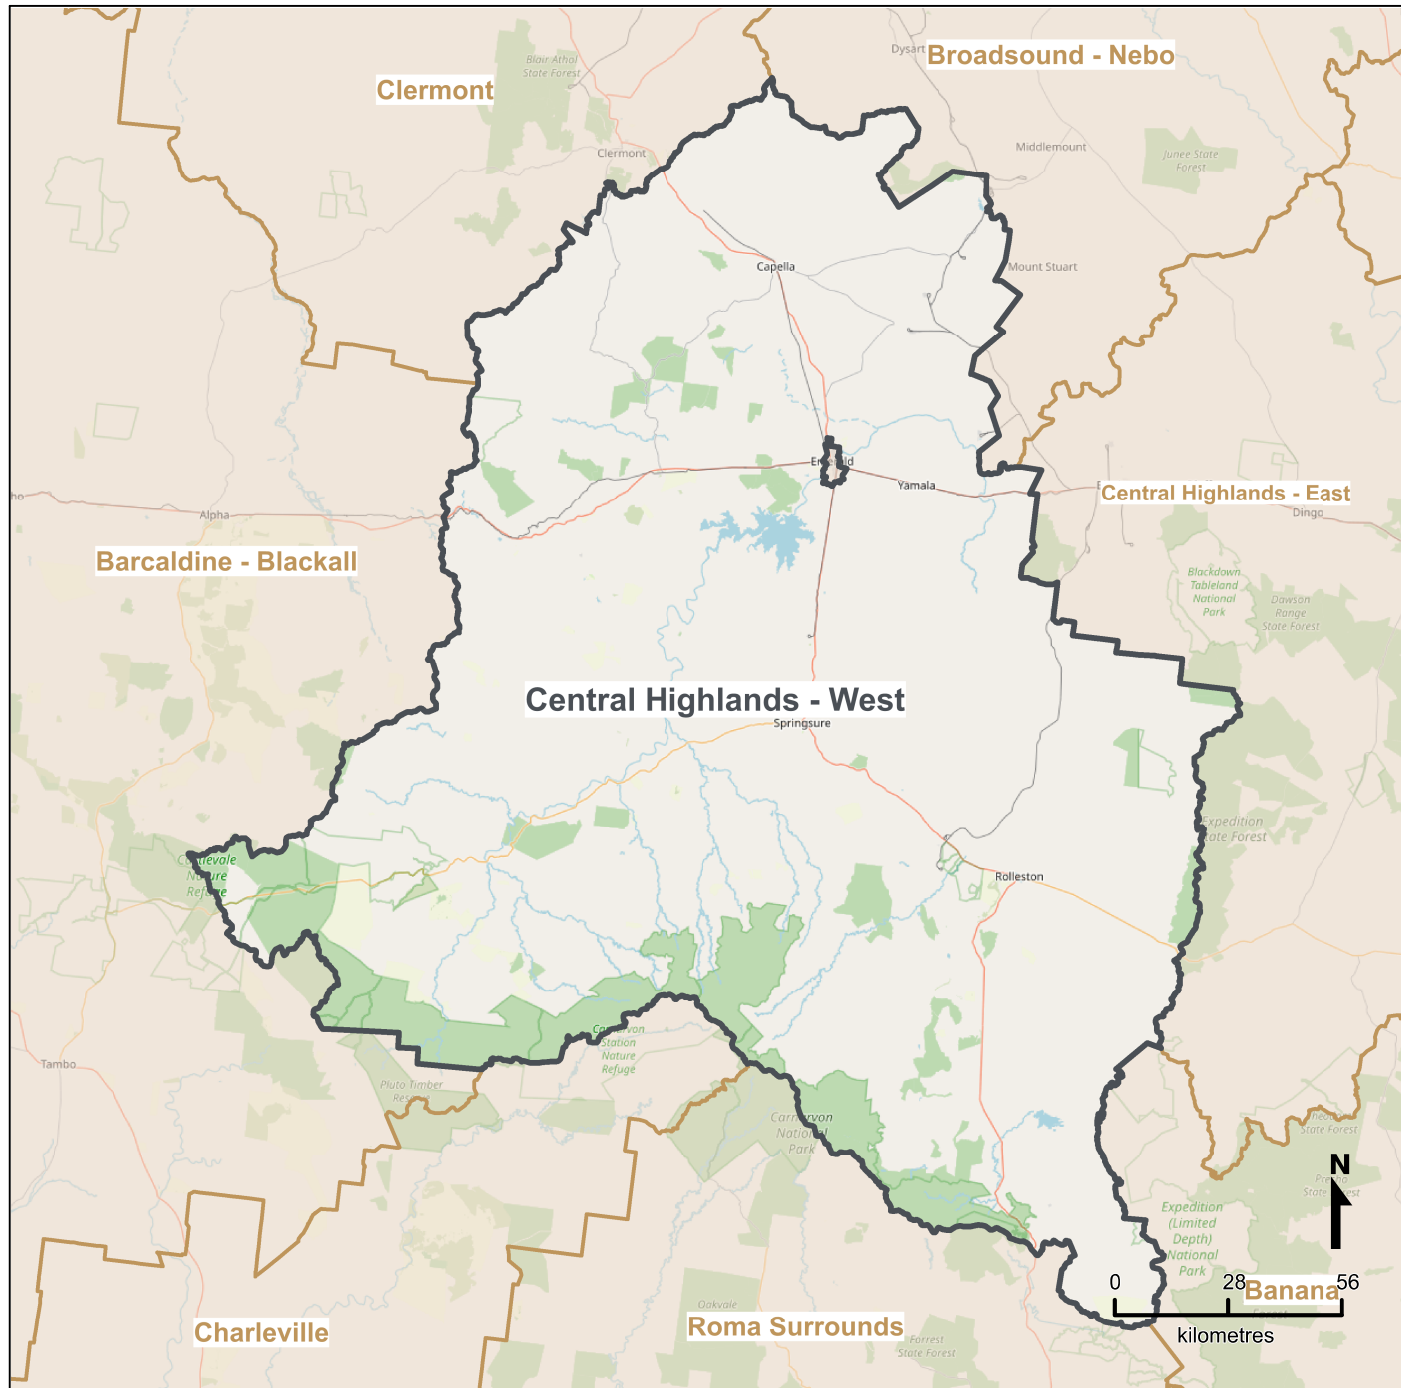 Dysart
Broadsound - Nebo
Blair Athol
State Forest
Clermont
Clermont
Middlemount
Junee State
Forest
Capella
Mount Stuart
Yamala
Central Highlands - East
Dingo
Alpha
Barcaldine - Blackall
Blackdown
Tableland
National
Park
Dawson
Range
State Forest
Central Highlands - West
Springsure
Expedition
State Forest
Nature
Rolleston
Station
Nature
Refuge
Tambo
Pluto Timber
Carnarvon
National
Park
State Forest
N
State Forest
Expedition
(Limited
Depth)
National
Park
0
28
56
Banana
kilometres
Oakvale
Charleville
Roma Surrounds
Forrest
State Forest